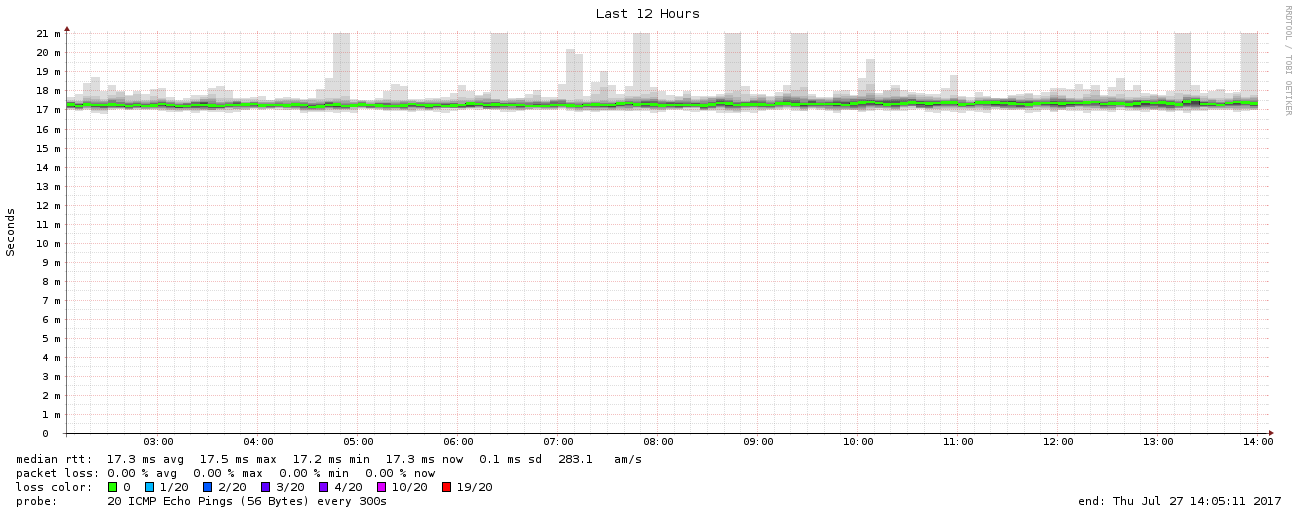 Last 12 Hours
RRDTOOL / TOBI OETIKER
Seconds
21 m
20 m
19 m
18 m
17 m
16 m
15 m
14 m
13 m
12 m
11 m
10 m
9 m
8 m
7 m
6 m
5 m
4 m
3 m
2 m
1 m
0
03:00 04:00 05:00 06:00 07:00 08:00 09:00 10:00 11:00 12:00 13:00 14:00
median rtt: 17.3 ms avg 17.5 ms max 17.2 ms min 17.3 ms now 0.1 ms sd 283.1 am/s
packet loss: 0.00 % avg 0.00 % max 0.00 % min 0.00 % now
loss color: 0 1/20 2/20 3/20 4/20 10/20 19/20
probe: 20 ICMP Echo Pings (56 Bytes) every 300s end: Thu Jul 27 14:05:11 2017